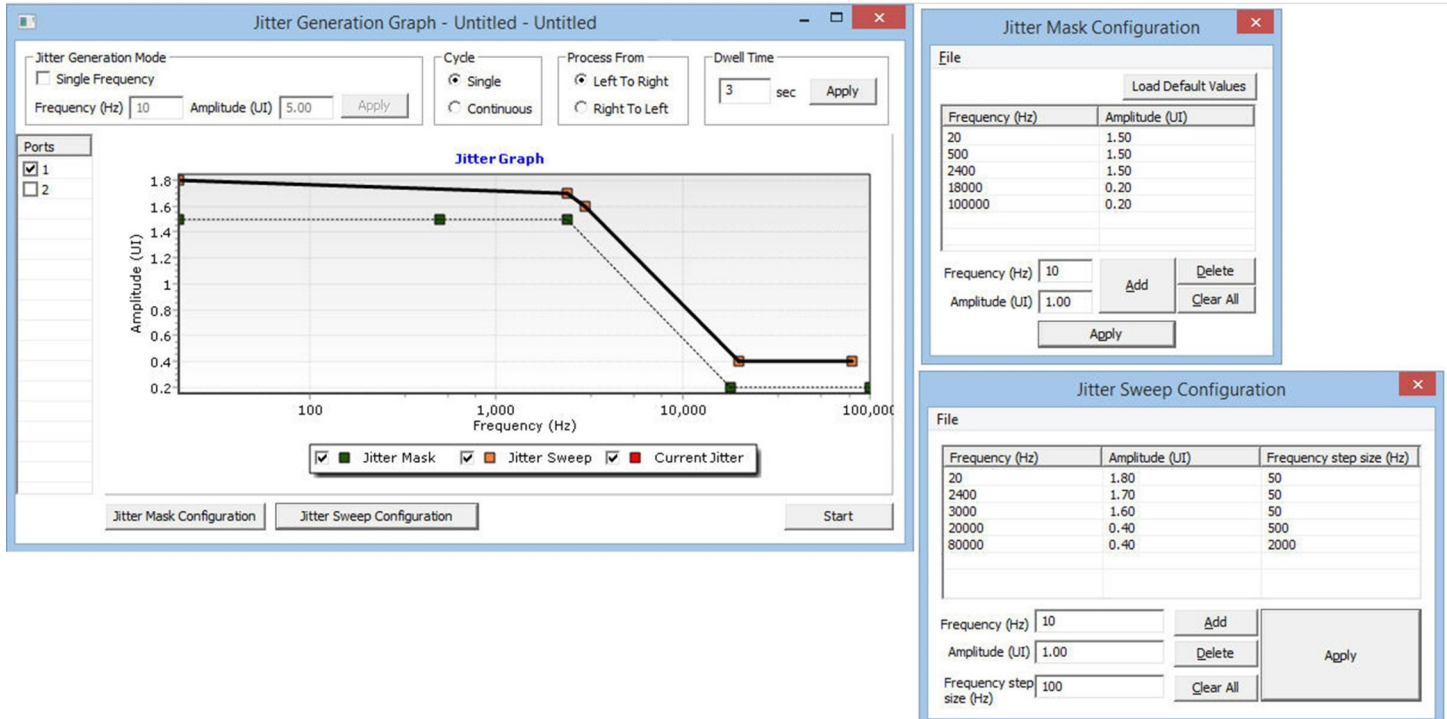 Jitter Generation Graph - Untitled - Untitled
Jitter Generation Mode
Single Frequency
Frequency (Hz) 10 Amplitude (UI) 5.00 Apply
Cycle
Single
Continuous
Process From
Left To Right
Right To Left
Dwell Time
3 sec Apply
Ports
1
2
Jitter Graph
1.8
1.6
1.4
1.2
1
0.8
0.6
0.4
0.2
Amplitude (UI)
100 1,000 10,000 100,000
Frequency (Hz)
Jitter Mask Jitter Sweep Current Jitter
Jitter Mask Configuration Jitter Sweep Configuration Start
Jitter Mask Configuration
File
Load Default Values
Frequency (Hz) Amplitude (UI)
20 1.50
500 1.50
2400 1.50
18000 0.20
100000 0.20
Frequency (Hz) 10 Add Delete
Amplitude (UI) 1.00 Clear All
Apply
Jitter Sweep Configuration
File
Frequency (Hz) Amplitude (UI) Frequency step size (Hz)
20 1.80 50
2400 1.70 50
3000 1.60 50
20000 0.40 500
80000 0.40 2000
Frequency (Hz) 10 Add
Amplitude (UI) 1.00 Delete Apply
Frequency step
size (Hz) 100 Clear All